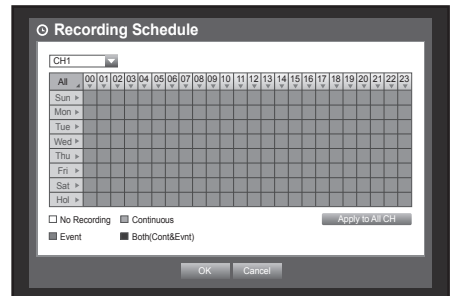 Recording Schedule
CH1
All 00 01 02 03 04 05 06 07 08 09 10 11 12 13 14 15 16 17 18 19 20 21 22 23
Sun
Mon
Tue
Wed
Thu
Fri
Sat
Hol
No Recording Continuous Apply to All CH
Event Both(Cont&Evnt)
OK Cancel